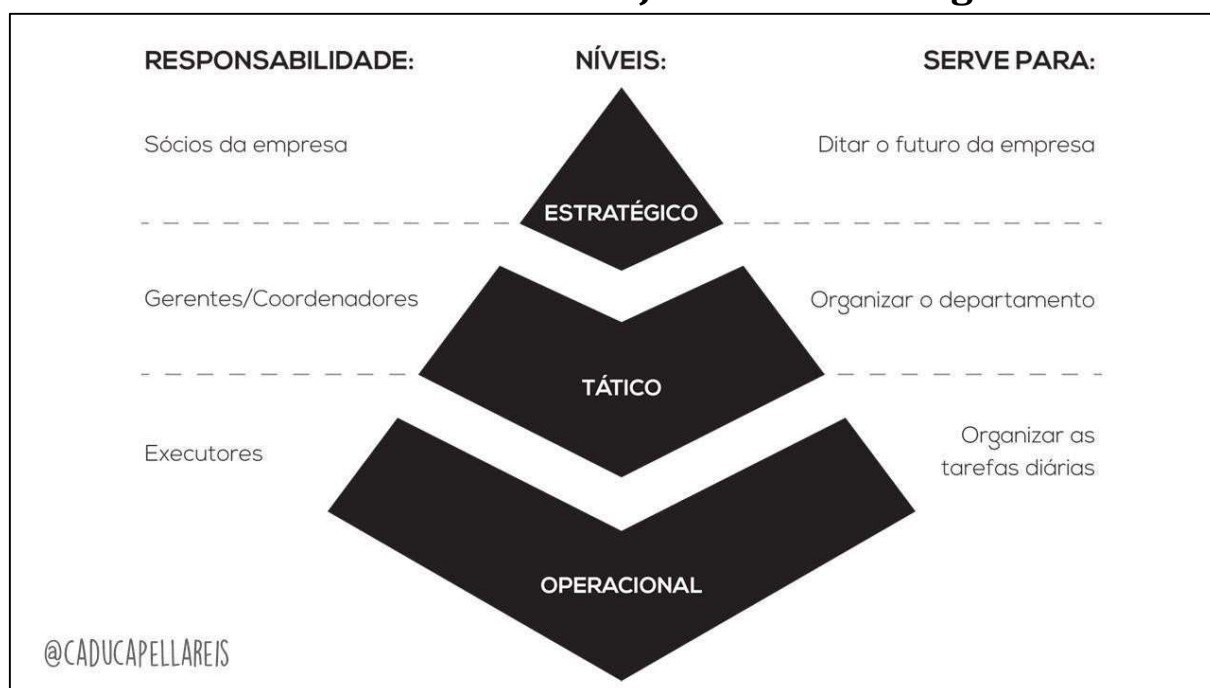 RESPONSABILIDADE: NÍVEIS: SERVE PARA:
Sócios da empresa Ditar o futuro da empresa
ESTRATÉGICO
Gerentes/Coordenadores Organizar o departamento
TÁTICO
Executores Organizar as
tarefas diárias
OPERACIONAL
@CADUCAPELLAREIS